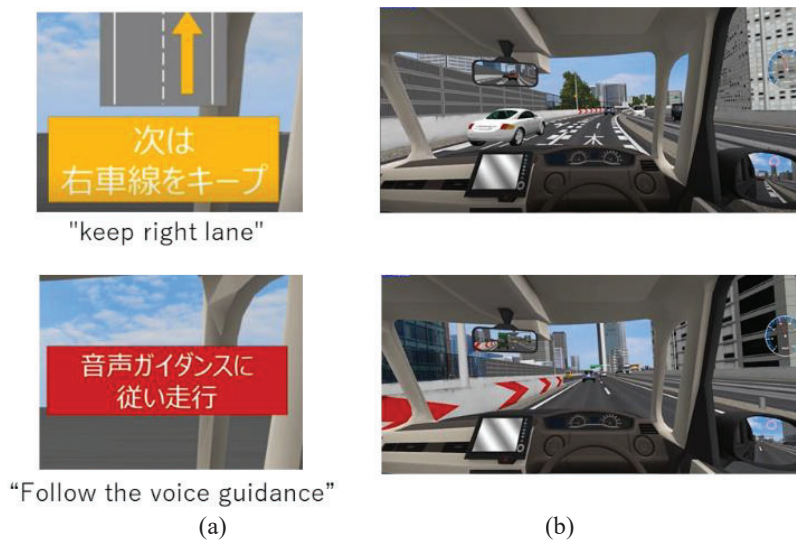 次は
右車線をキープ
"keep right lane"
木
音声ガイダンスに
従い走行
“Follow the voice guidance”
(a)
(b)